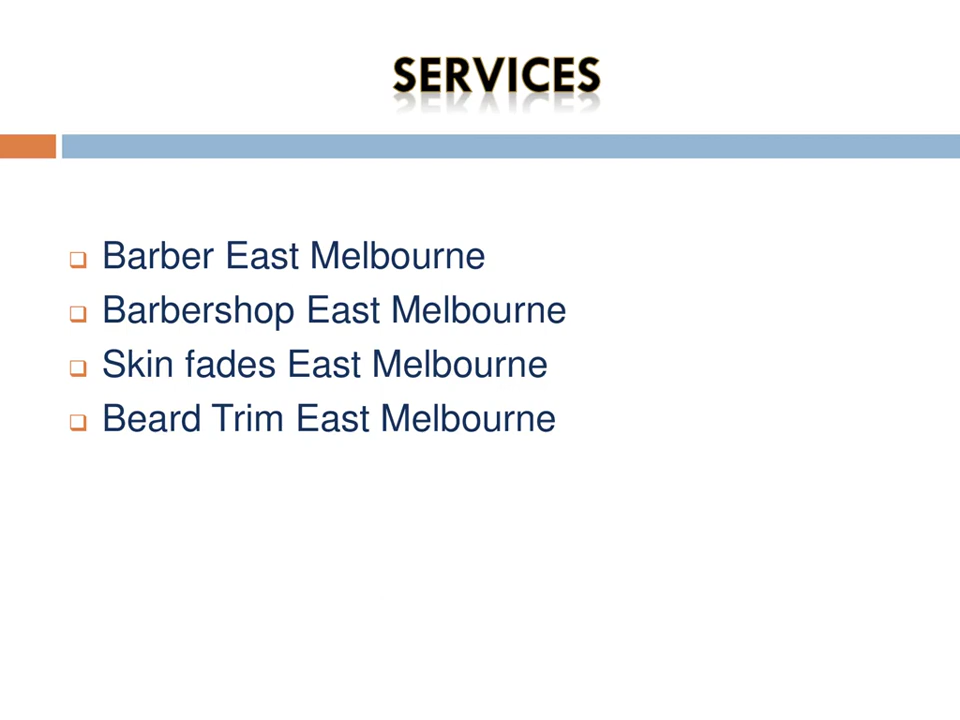 SERVICES
Barber East Melbourne
Barbershop East Melbourne
Skin fades East Melbourne
Beard Trim East Melbourne